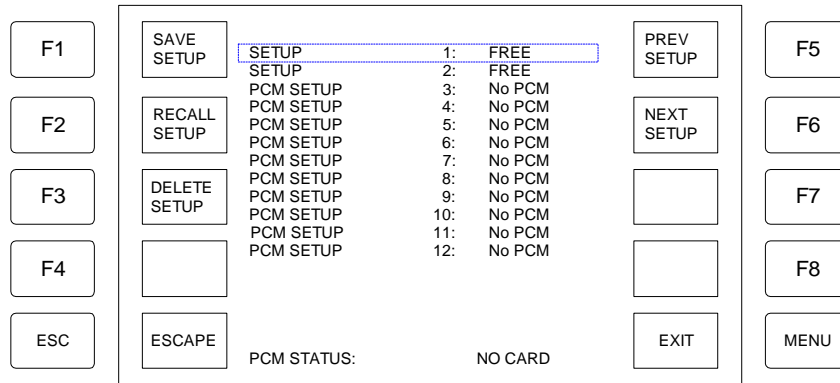 F1
SAVE
SETUP
SETUP 1: FREE
PREV
SETUP
F5
SETUP 2: FREE
PCM SETUP 3: No PCM
F2
RECALL
SETUP
PCM SETUP 4: No PCM
PCM SETUP 5: No PCM
PCM SETUP 6: No PCM
NEXT
SETUP
F6
PCM SETUP 7: No PCM
F3
DELETE
SETUP
PCM SETUP 8: No PCM
PCM SETUP 9: No PCM
PCM SETUP 10: No PCM
F7
PCM SETUP 11: No PCM
PCM SETUP 12: No PCM
F4
F8
ESC
ESCAPE
PCM STATUS: NO CARD
EXIT
MENU